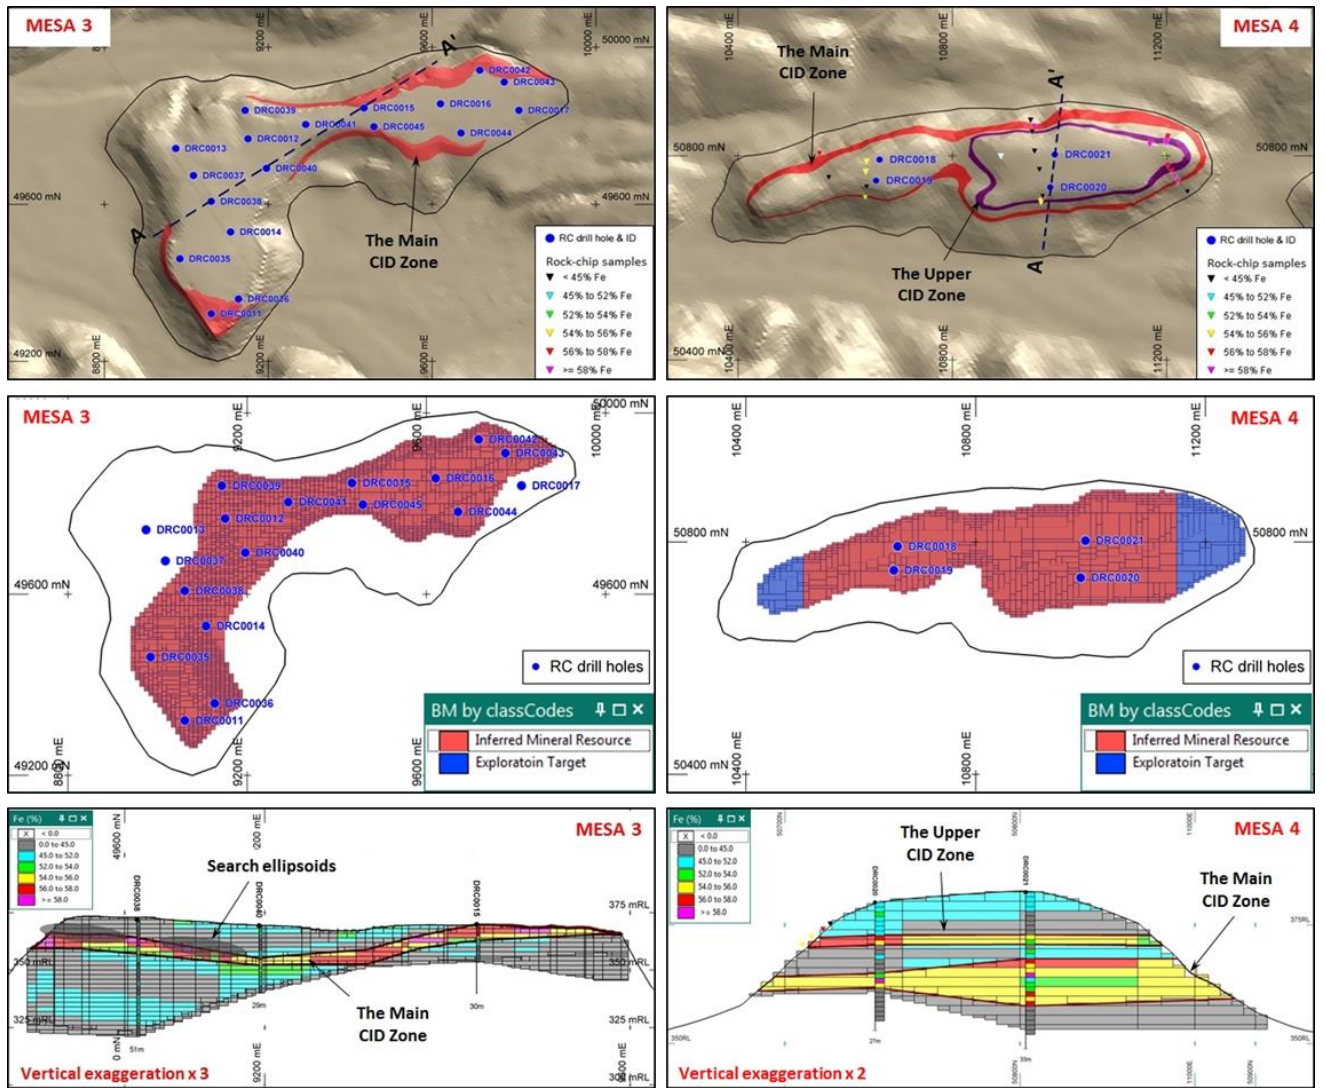 MESA 3
A'
9200 mE
10000 mE
50000 mN
DRC0042
DRC0043
DRC0039
DRC0015
DRC0016
DRC0017
DRC0041
DRC0045
DRC0044
DRC0012
DRC0013
DRC0040
DRC0037
49600 mN
DRC0038
A
DRC0014
The Main
CID Zone
DRC0035
DRC0036
DRC0011
49200 mN
8800 mE
9200 mE
9600 mE
RC drill hole & ID
Rock-chip samples
< 45% Fe
45% to 52% Fe
52% to 54% Fe
54% to 56% Fe
56% to 58% Fe
>= 58% Fe
MESA 4
10400 mE
10800 mE
11200 mE
The Main
CID Zone
A'
50800 mN
50800 mN
DRC0018
DRC0021
DRC0019
DRC0020
The Upper
CID Zone
A
50400 mN
10400 mE
10800 mE
11200 mE
RC drill hole & ID
Rock-chip samples
< 45% Fe
45% to 52% Fe
52% to 54% Fe
54% to 56% Fe
56% to 58% Fe
>= 58% Fe
MESA 3
9200 mE
9600 mE
50000 mN
10000 mE
DRC0042
DRC0043
DRC0039
DRC0015
DRC0016
DRC0017
DRC0041
DRC0045
DRC0044
DRC0012
DRC0013
DRC0040
DRC0037
49600 mN
49600 mN
DRC0038
DRC0014
DRC0035
DRC0036
DRC0011
RC drill holes
49200 mN
8800 mE
9200 mE
9600 mE
BM by classCodes
Inferred Mineral Resource
Exploratoin Target
MESA 4
10400 mE
10800 mE
11200 mE
50800 mN
50800 mN
DRC0018
DRC0021
DRC0019
DRC0020
RC drill holes
50400 mN
10400 mE
10800 mE
BM by classCodes
Inferred Mineral Resource
Exploratoin Target
Fe (%)
X < 0.0
0.0 to 45.0
45.0 to 52.0
52.0 to 54.0
54.0 to 56.0
56.0 to 58.0
>= 58.0
49600 mN
MESA 3
Search ellipsoids
DRC0038
DRC0040
DRC0015
375 mRL
350 mRL
350 mRL
29m
30m
The Main
CID Zone
325 mRL
325 mRL
51m
0 mN
9200 mE
Vertical exaggeration x 3
Fe (%)
X < 0.0
0.0 to 45.0
45.0 to 52.0
52.0 to 54.0
54.0 to 56.0
56.0 to 58.0
>= 58.0
50700N
50800N
11000E
MESA 4
The Upper
CID Zone
DRC0020
DRC0021
The Main
CID Zone
375RL
375RL
350RL
350RL
27m
33m
Vertical exaggeration x 2
50800N
11000E
50900N